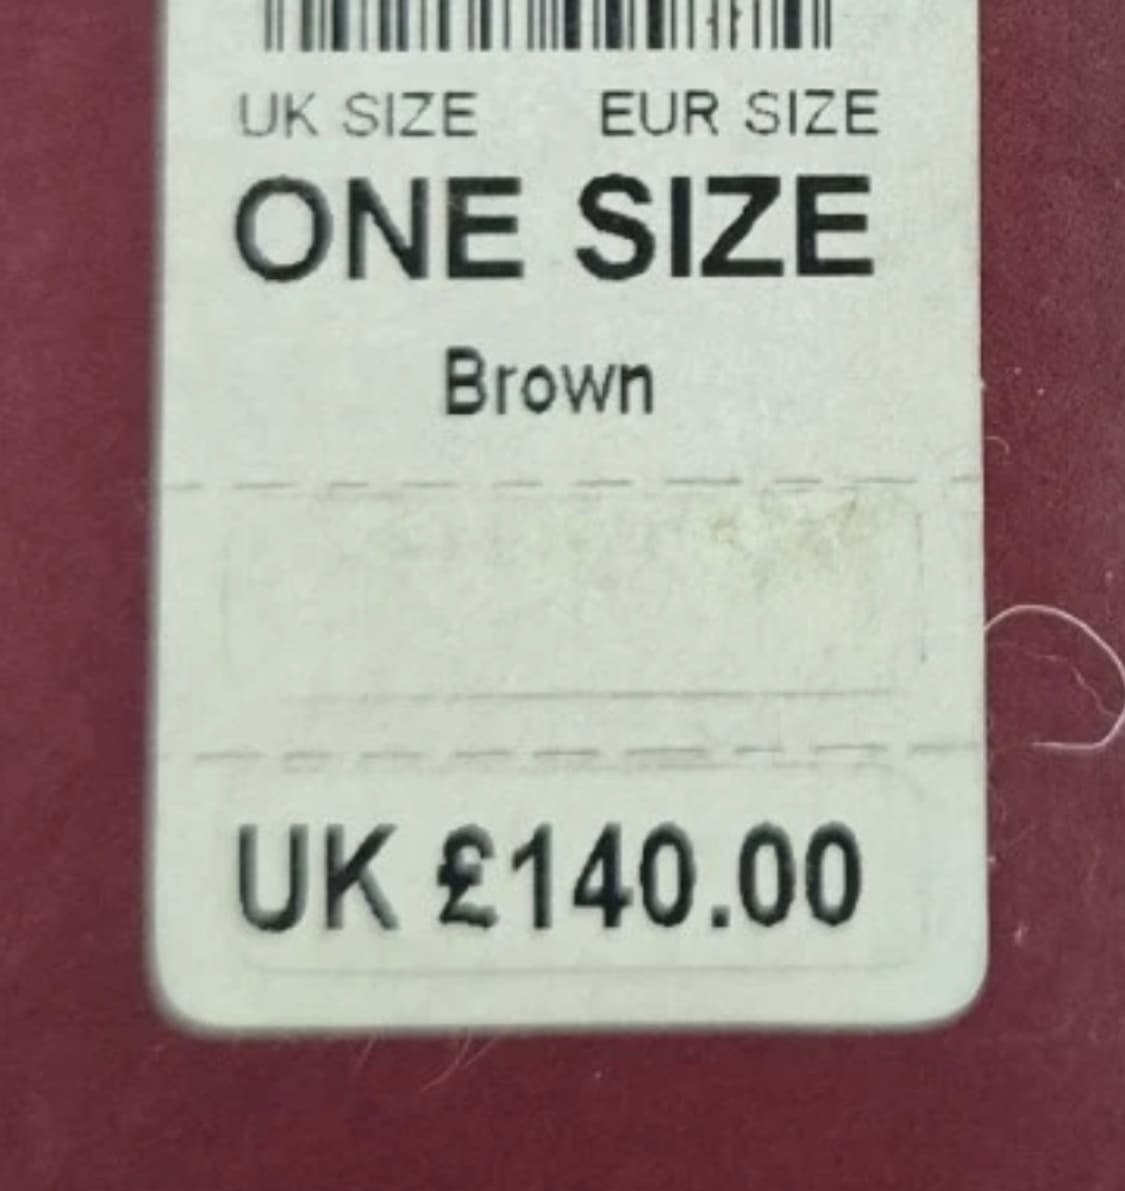 UK SIZE EUR SIZE
ONE SIZE
Brown
UK £140.00